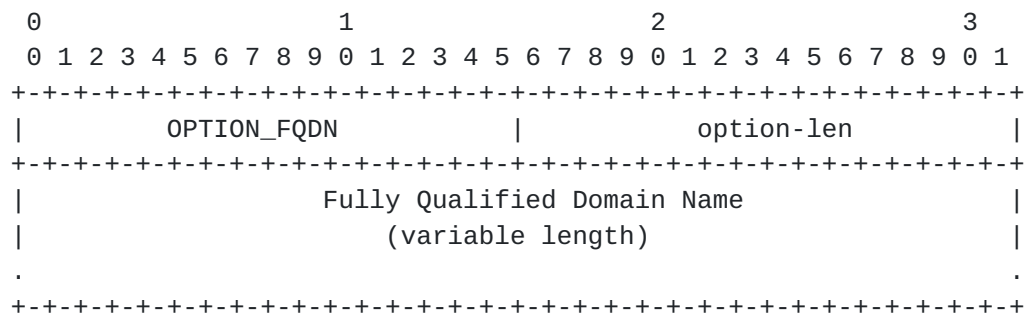 0                   1                   2                   3
 0 1 2 3 4 5 6 7 8 9 0 1 2 3 4 5 6 7 8 9 0 1 2 3 4 5 6 7 8 9 0 1
+-+-+-+-+-+-+-+-+-+-+-+-+-+-+-+-+-+-+-+-+-+-+-+-+-+-+-+-+-+-+-+-+
|         OPTION_FQDN           |           option-len          |
+-+-+-+-+-+-+-+-+-+-+-+-+-+-+-+-+-+-+-+-+-+-+-+-+-+-+-+-+-+-+-+-+
|                   Fully Qualified Domain Name                 |
|                       (variable length)                       |
.                                                               .
+-+-+-+-+-+-+-+-+-+-+-+-+-+-+-+-+-+-+-+-+-+-+-+-+-+-+-+-+-+-+-+-+